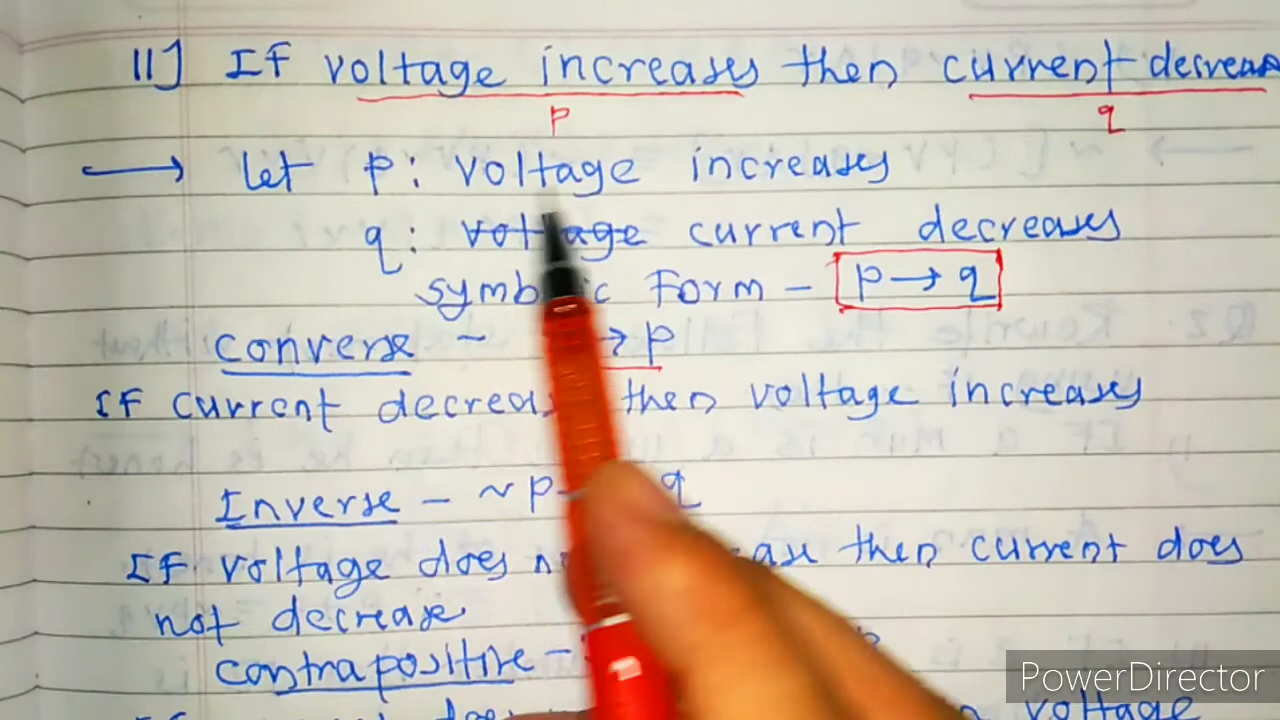 11] If voltage increases then current decreas
p q
→ Let p : voltage increases
q : voltage current decreases
symb c Form - p → q
converse - → p
If current decrea then voltage increases
Inverse - ~ p - q
If voltage does n ase then current does
not decrease
contrapositive -
voltage
PowerDirector